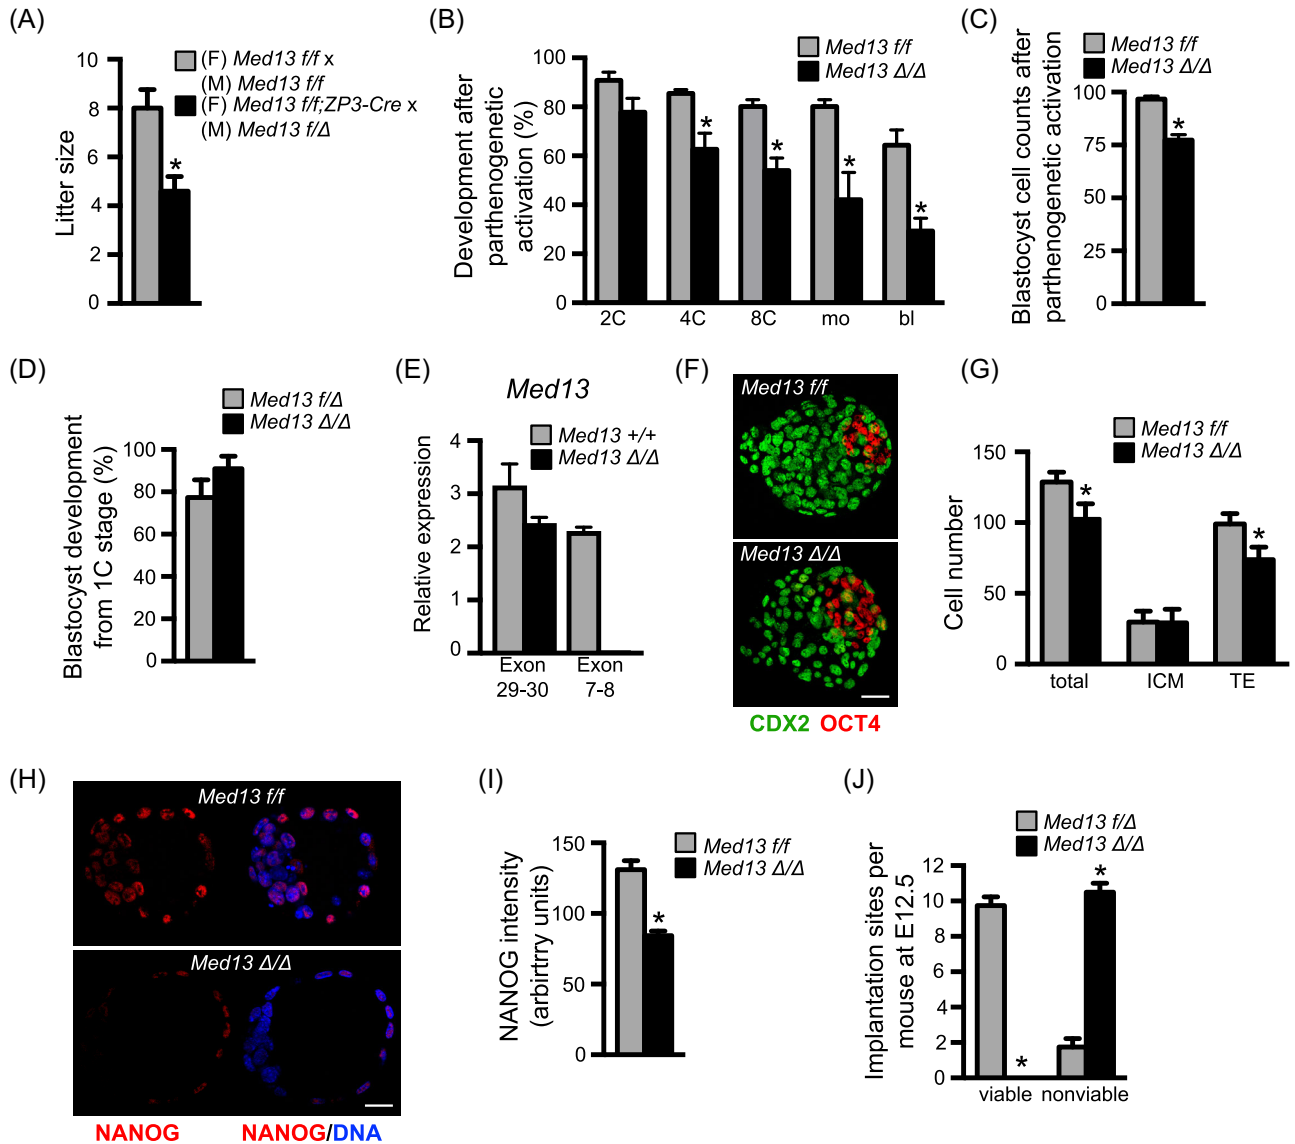 (A)
10
8
6
4
2
0
Litter size
(F) Med13 f/f x
(M) Med13 f/f
(F) Med13 f/f;ZP3-Cre x
(M) Med13 f/Δ
*
(B)
Med13 f/f
Med13 Δ/Δ
Development after
parthenogenetic
activation (%)
100
80
60
40
20
0
*
*
*
*
2C 4C 8C mo bl
(C)
Med13 f/f
Med13 Δ/Δ
Blastocyst cell counts after
parthenogenetic activation
100
75
50
25
0
*
(D)
Med13 f/Δ
Med13 Δ/Δ
Blastocyst development
from 1C stage (%)
100
80
60
40
20
0
(E)
Med13
Med13 +/+
Med13 Δ/Δ
Relative expression
4
3
2
1
0
Exon Exon
29-30 7-8
(F)
Med13 f/f
Med13 Δ/Δ
CDX2 OCT4
(G)
Med13 f/f
Med13 Δ/Δ
Cell number
150
100
50
0
*
*
total ICM TE
(H)
Med13 f/f
Med13 Δ/Δ
NANOG NANOG/DNA
(I)
Med13 f/f
Med13 Δ/Δ
NANOG intensity
(arbirtrry units)
150
100
50
0
*
(J)
Med13 f/Δ
Med13 Δ/Δ
Implantation sites per
mouse at E12.5
12
10
8
6
4
2
0
*
*
viable nonviable